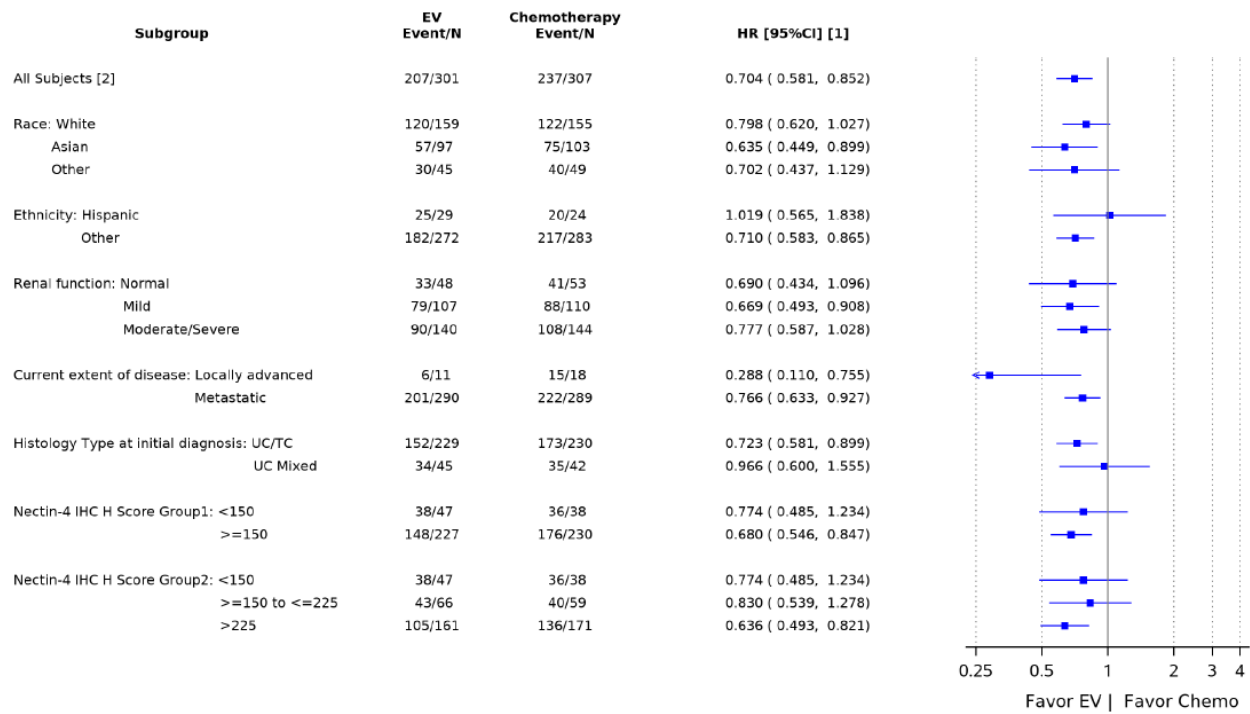 Subgroup EV Event/N Chemotherapy Event/N HR [95%CI] [1]
All Subjects [2] 207/301 237/307 0.704 ( 0.581, 0.852)
Race: White 120/159 122/155 0.798 ( 0.620, 1.027)
Asian 57/97 75/103 0.635 ( 0.449, 0.899)
Other 30/45 40/49 0.702 ( 0.437, 1.129)
Ethnicity: Hispanic 25/29 20/24 1.019 ( 0.565, 1.838)
Other 182/272 217/283 0.710 ( 0.583, 0.865)
Renal function: Normal 33/48 41/53 0.690 ( 0.434, 1.096)
Mild 79/107 88/110 0.669 ( 0.493, 0.908)
Moderate/Severe 90/140 108/144 0.777 ( 0.587, 1.028)
Current extent of disease: Locally advanced 6/11 15/18 0.288 ( 0.110, 0.755)
Metastatic 201/290 222/289 0.766 ( 0.633, 0.927)
Histology Type at initial diagnosis: UC/TC 152/229 173/230 0.723 ( 0.581, 0.899)
UC Mixed 34/45 35/42 0.966 ( 0.600, 1.555)
Nectin-4 IHC H Score Group1: <150 38/47 36/38 0.774 ( 0.485, 1.234)
>=150 148/227 176/230 0.680 ( 0.546, 0.847)
Nectin-4 IHC H Score Group2: <150 38/47 36/38 0.774 ( 0.485, 1.234)
>=150 to <=225 43/66 40/59 0.830 ( 0.539, 1.278)
>225 105/161 136/171 0.636 ( 0.493, 0.821)
0.25 0.5 1 2 3 4
Favor EV | Favor Chemo